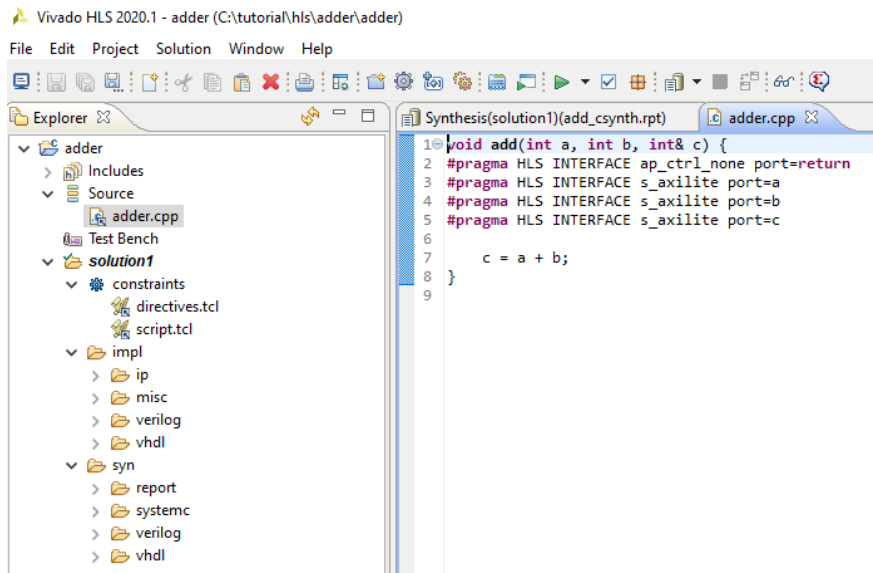 Vivado HLS 2020.1 - adder (C:\tutorial\hls\adder\adder)
File Edit Project Solution Window Help
Explorer
adder
Includes
Source
adder.cpp
Test Bench
solution1
constraints
directives.tcl
script.tcl
impl
ip
misc
verilog
vhdl
syn
report
systemc
verilog
vhdl
Synthesis(solution1)(add_csynth.rpt) adder.cpp
1 void add(int a, int b, int& c) {
2 #pragma HLS INTERFACE ap_ctrl_none port=return
3 #pragma HLS INTERFACE s_axilite port=a
4 #pragma HLS INTERFACE s_axilite port=b
5 #pragma HLS INTERFACE s_axilite port=c
6
7     c = a + b;
8 }
9